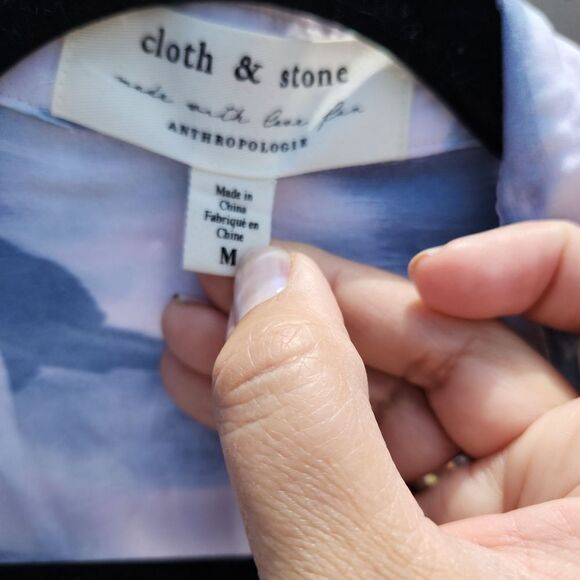 cloth & stone
made with love for
ANTHROPOLOGIE
Made in
China
Fabriqué en
Chine
M